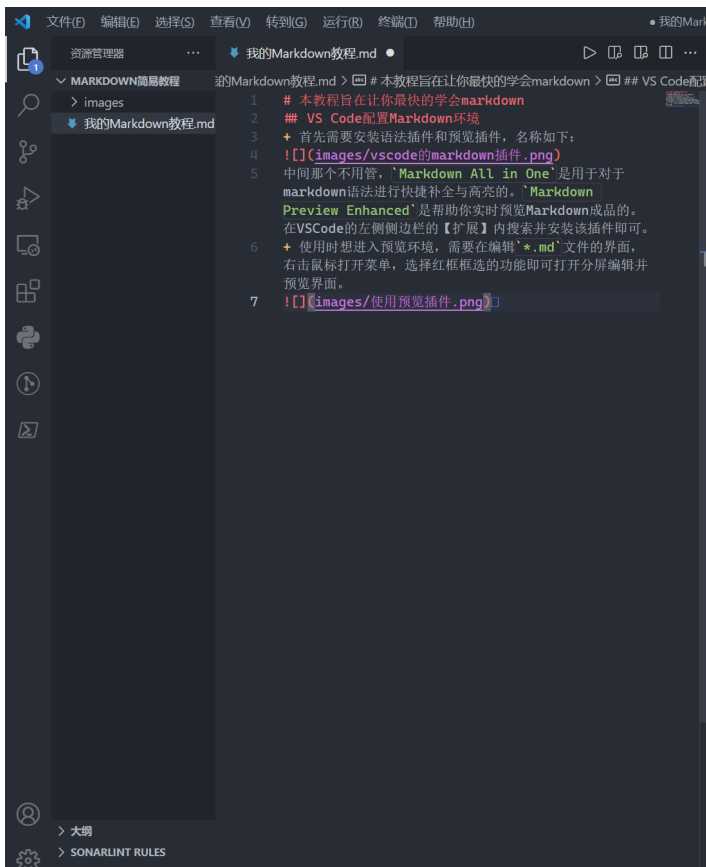 文件(F) 编辑(E) 选择(S) 查看(V) 转到(G) 运行(R) 终端(T) 帮助(H) ● 我的Mark
资源管理器 ··· 我的Markdown教程.md ●
MARKDOWN简易教程 的Markdown教程.md > # 本教程旨在让你最快的学会markdown > ## VS Code配
images
我的Markdown教程.md
1 # 本教程旨在让你最快的学会markdown
2 ## VS Code配置Markdown环境
3 + 首先需要安装语法插件和预览插件，名称如下：
4 ![](images/vscode的markdown插件.png)
5 中间那个不用管，`Markdown All in One`是用于对于
markdown语法进行快捷补全与高亮的。`Markdown
Preview Enhanced`是帮助你实时预览Markdown成品的。
在VSCode的左侧侧边栏的【扩展】内搜索并安装该插件即可。
6 + 使用时想进入预览环境，需要在编辑`*.md`文件的界面，
右击鼠标打开菜单，选择红框框选的功能即可打开分屏编辑并
预览界面。
7 ![](images/使用预览插件.png)
1
大纲
SONARLINT RULES